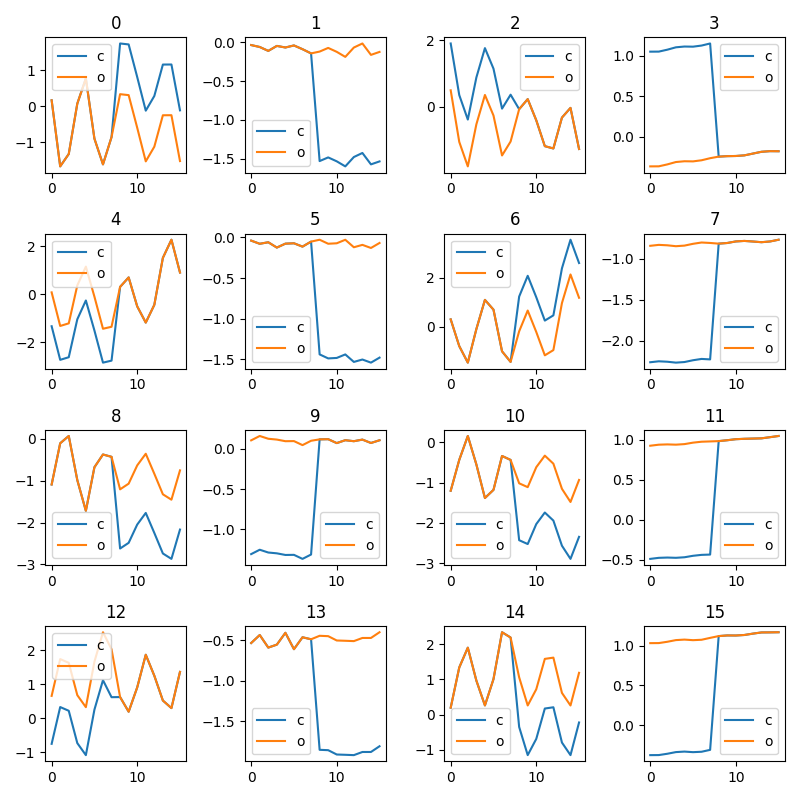 0 1 2 3
1 0 −1 c o 0 10
0.0 −0.5 −1.0 −1.5 c o 0 10
2 0 c o 0 10
1.0 0.5 0.0 c o 0 10
4 5 6 7
2 0 −2 c o 0 10
0.0 −0.5 −1.0 −1.5 c o 0 10
2 0 c o 0 10
−1.0 −1.5 −2.0 c o 0 10
8 9 10 11
0 −1 −2 −3 c o 0 10
0.0 −0.5 −1.0 c o 0 10
0 −1 −2 −3 c o 0 10
1.0 0.5 0.0 −0.5 c o 0 10
12 13 14 15
2 1 0 −1 c o 0 10
−0.5 −1.0 −1.5 c o 0 10
2 1 0 −1 c o 0 10
1.0 0.5 0.0 c o 0 10